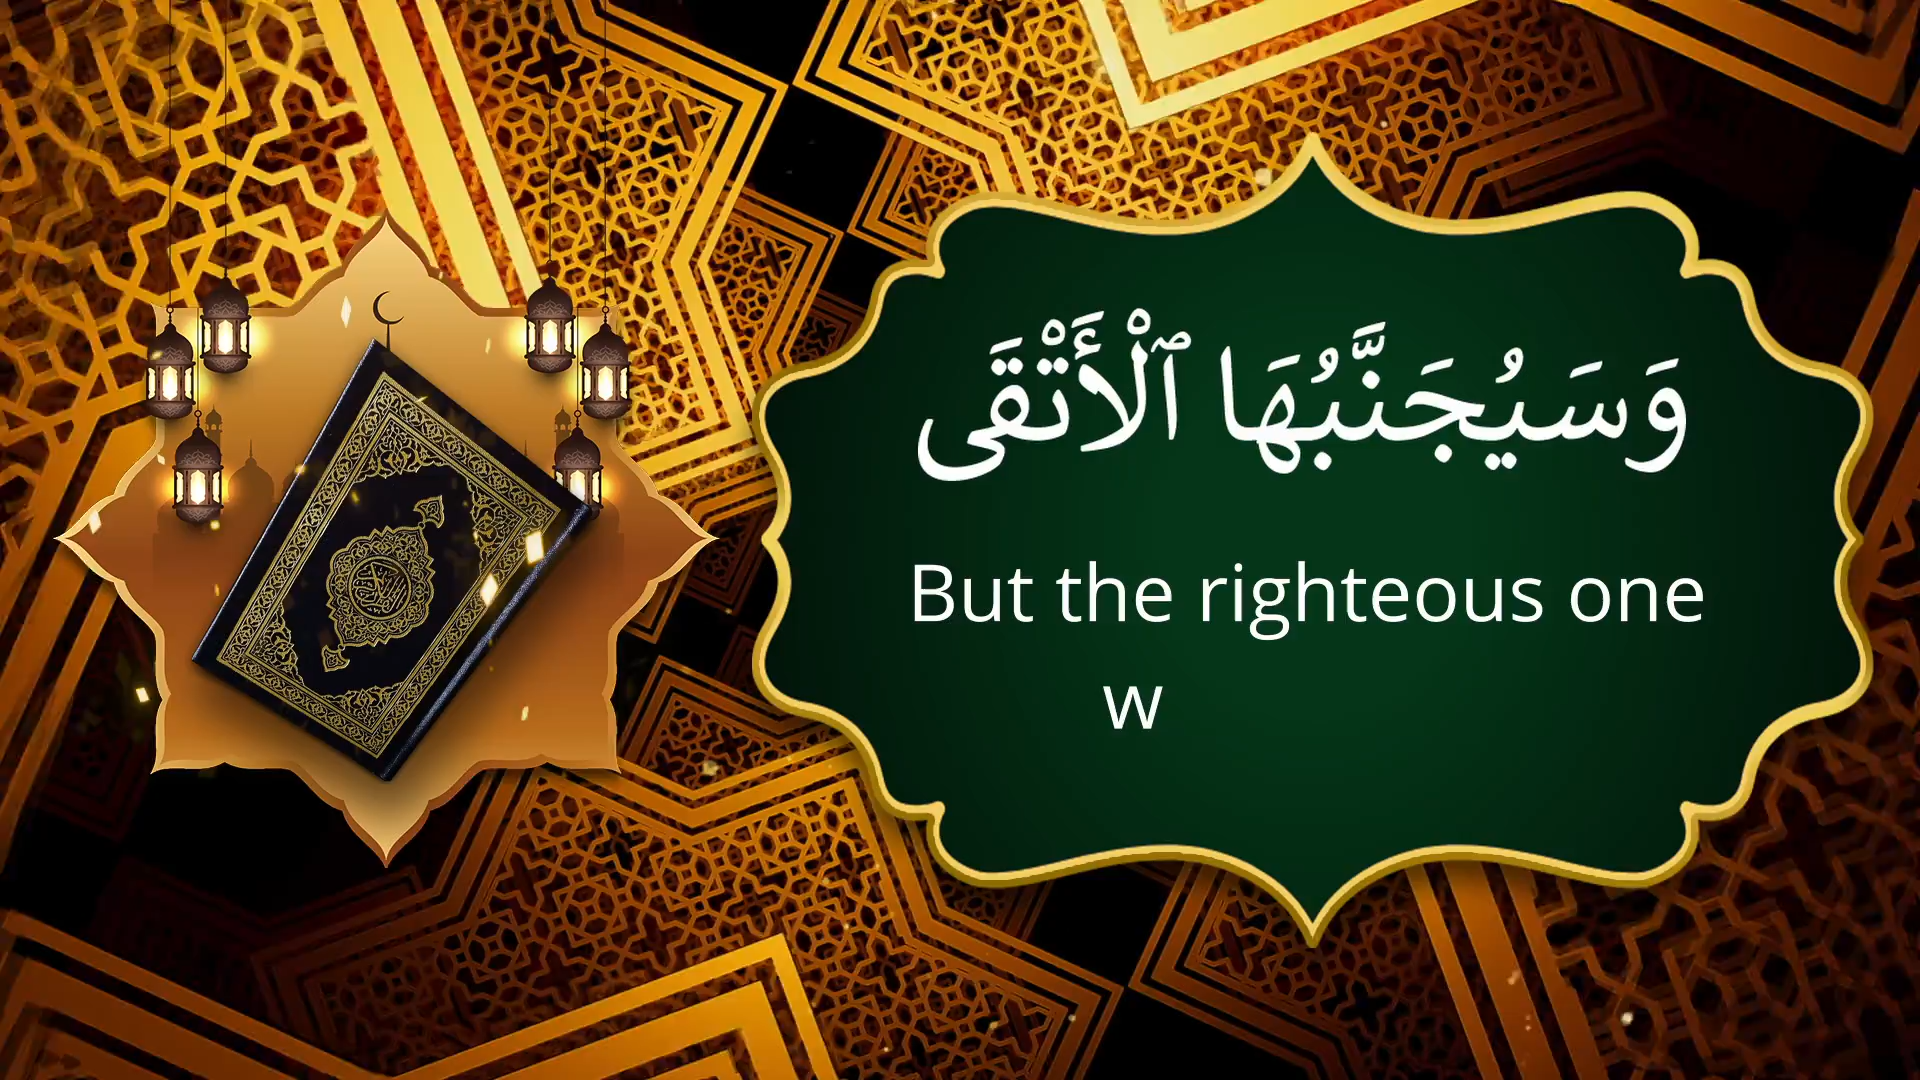 وَسَيُجَنَّبُهَا ٱلْأَتْقَى
But the righteous one
w